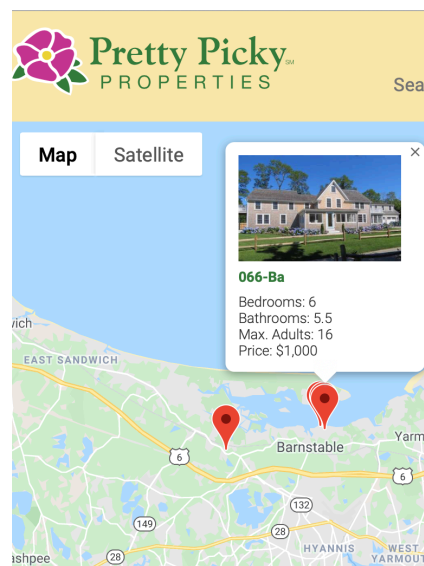 Pretty Picky SM
PROPERTIES
Sea
Map Satellite
×
066-Ba
Bedrooms: 6
Bathrooms: 5.5
Max. Adults: 16
Price: $1,000
vich
EAST SANDWICH
Barnstable
Yarm
6
6
132
149
28
HYANNIS
WEST
YARMOUT
ashpee
28